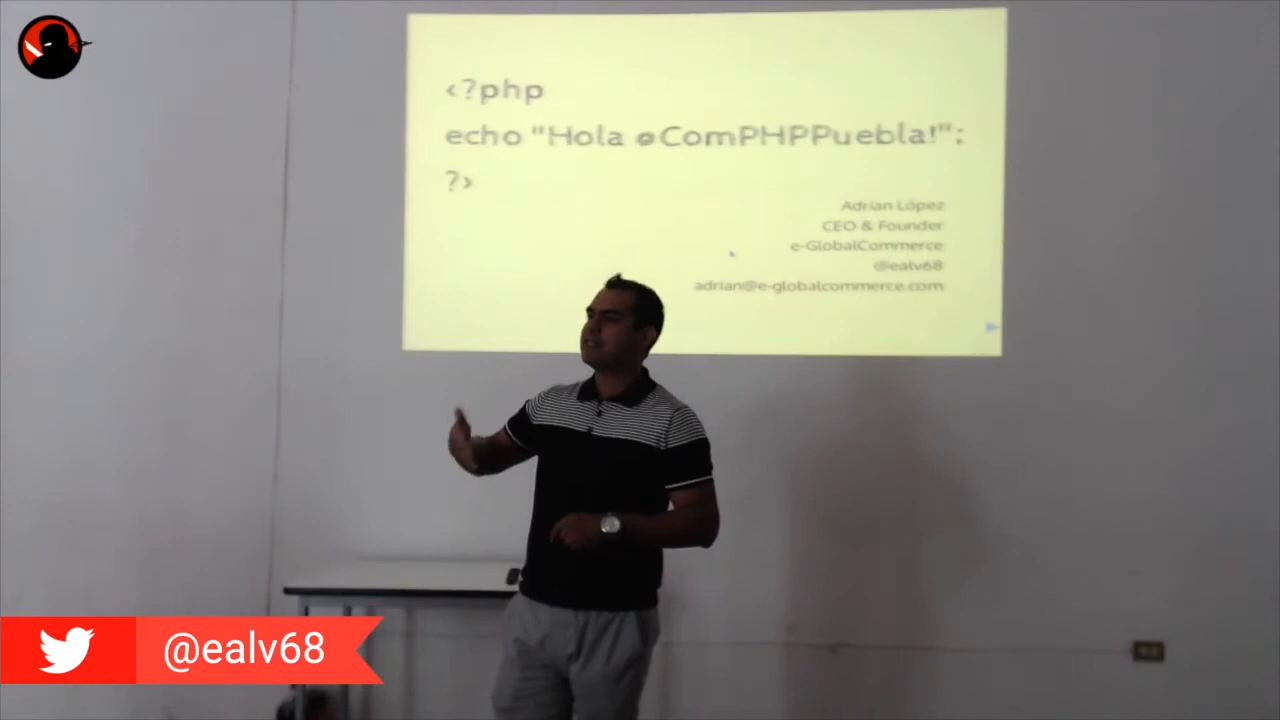 <?php
echo "Hola @ComPHPPuebla!";
?>
Adrian López
CEO & Founder
e-GlobalCommerce
@ealv68
adrian@e-globalcommerce.com
@ealv68